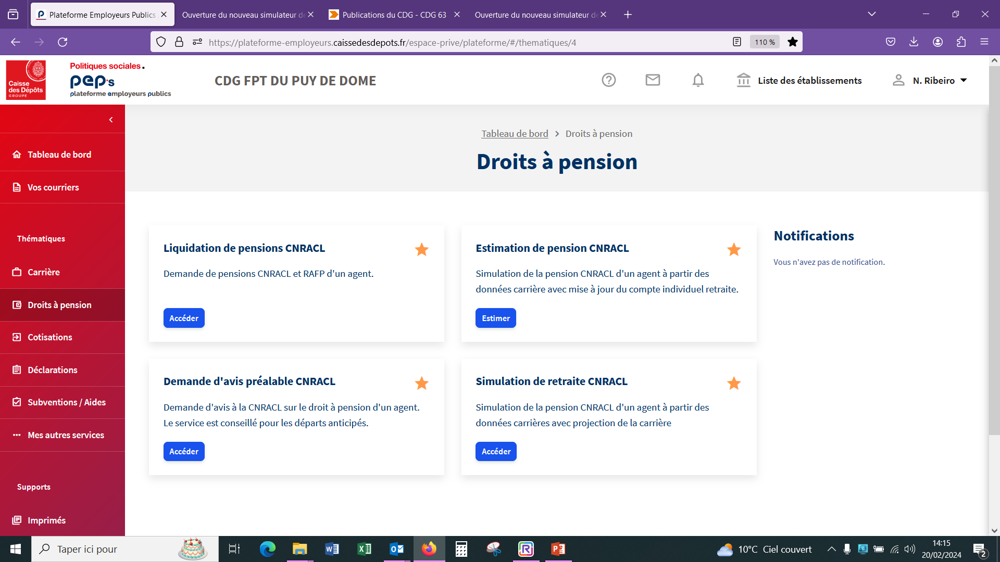 Plateforme Employeurs Publics
Ouverture du nouveau simulateur de
Publications du CDG - CDG 63
Ouverture du nouveau simulateur de
https://plateforme-employeurs.caissedesdepots.fr/espace-prive/plateforme/#/thematiques/4
110 %
Caisse
des Dépôts
GROUPE
Politiques sociales.
pep's
plateforme employeurs publics
CDG FPT DU PUY DE DOME
Liste des établissements
N. Ribeiro
Tableau de bord
Vos courriers
Thématiques
Carrière
Droits à pension
Cotisations
Déclarations
Subventions / Aides
Mes autres services
Supports
Imprimés
Tableau de bord > Droits à pension
Droits à pension
Liquidation de pensions CNRACL
Demande de pensions CNRACL et RAFP d'un agent.
Accéder
Estimation de pension CNRACL
Simulation de la pension CNRACL d'un agent à partir des
données carrière avec mise à jour du compte individuel retraite.
Estimer
Demande d'avis préalable CNRACL
Demande d'avis à la CNRACL sur le droit à pension d'un agent.
Le service est conseillé pour les départs anticipés.
Accéder
Simulation de retraite CNRACL
Simulation de la pension CNRACL d'un agent à partir des
données carrières avec projection de la carrière
Accéder
Notifications
Vous n'avez pas de notification.
Taper ici pour
10°C Ciel couvert
14:15
20/02/2024
2